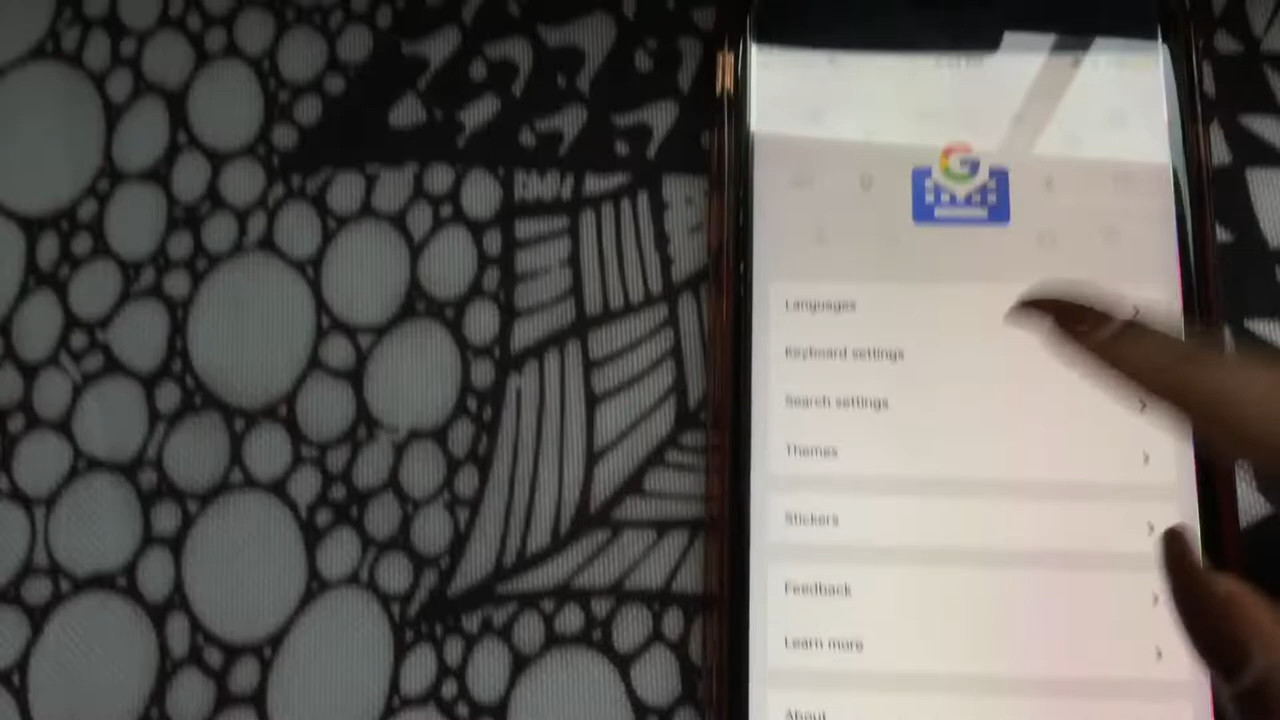 G
Languages
Keyboard settings
Search settings
Themes
Stickers
Feedback
Learn more
About